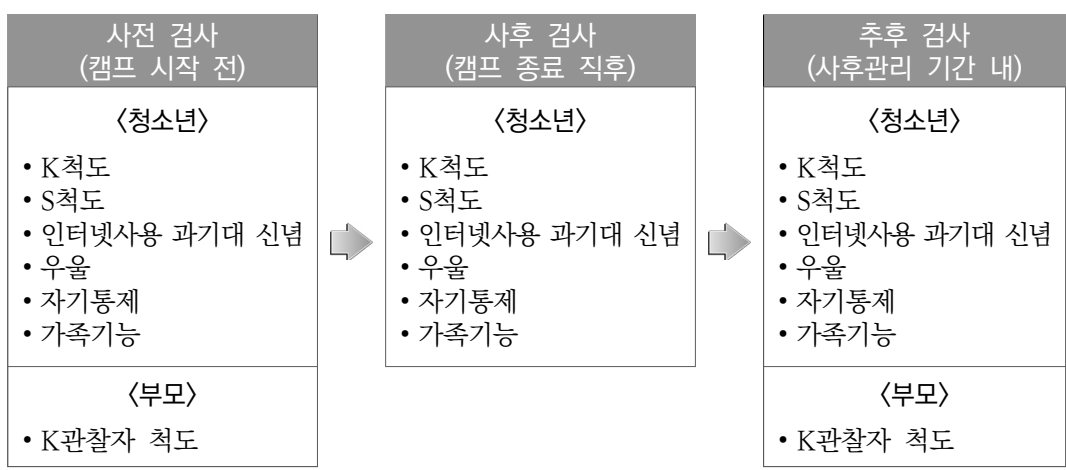 사전 검사
(캠프 시작 전)
〈청소년〉
• K척도
• S척도
• 인터넷사용 과기대 신념
• 우울
• 자기통제
• 가족기능
〈부모〉
• K관찰자 척도
사후 검사
(캠프 종료 직후)
〈청소년〉
• K척도
• S척도
• 인터넷사용 과기대 신념
• 우울
• 자기통제
• 가족기능
추후 검사
(사후관리 기간 내)
〈청소년〉
• K척도
• S척도
• 인터넷사용 과기대 신념
• 우울
• 자기통제
• 가족기능
〈부모〉
• K관찰자 척도